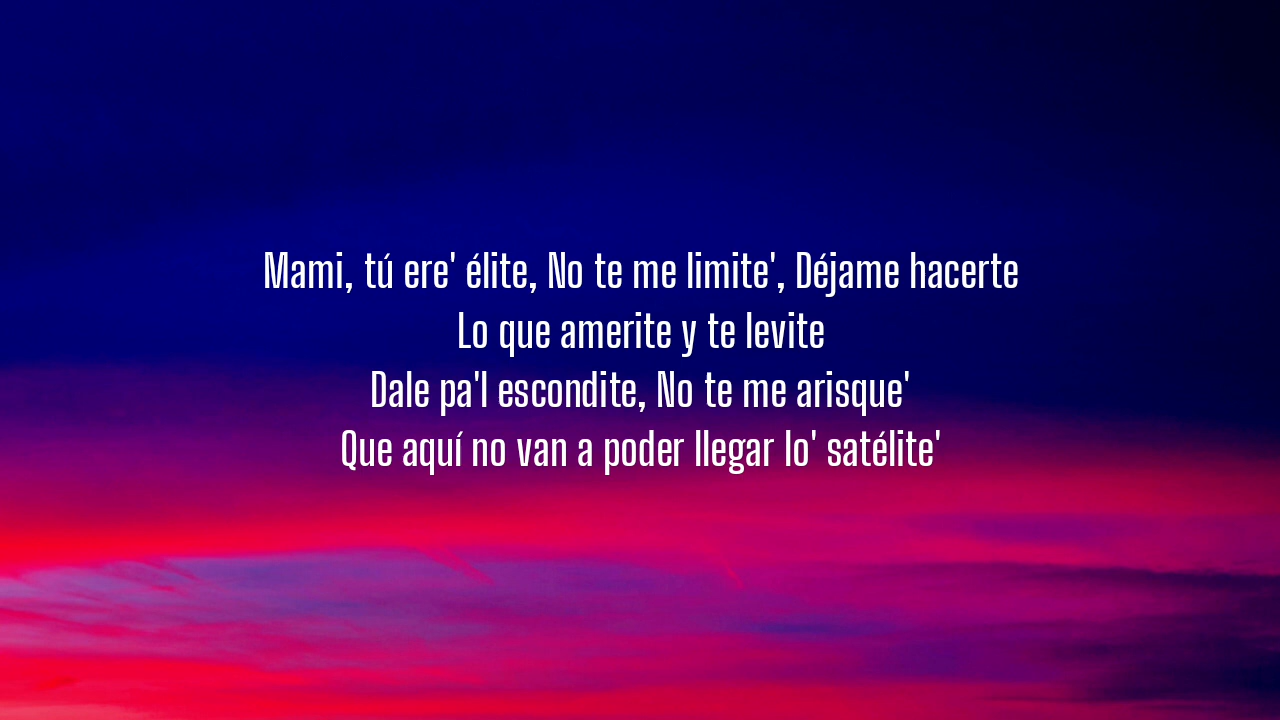 Mami, tú ere' élite, No te me limite', Déjame hacerte
Lo que amerite y te levite
Dale pa'l escondite, No te me arisque'
Que aquí no van a poder llegar lo' satélite'